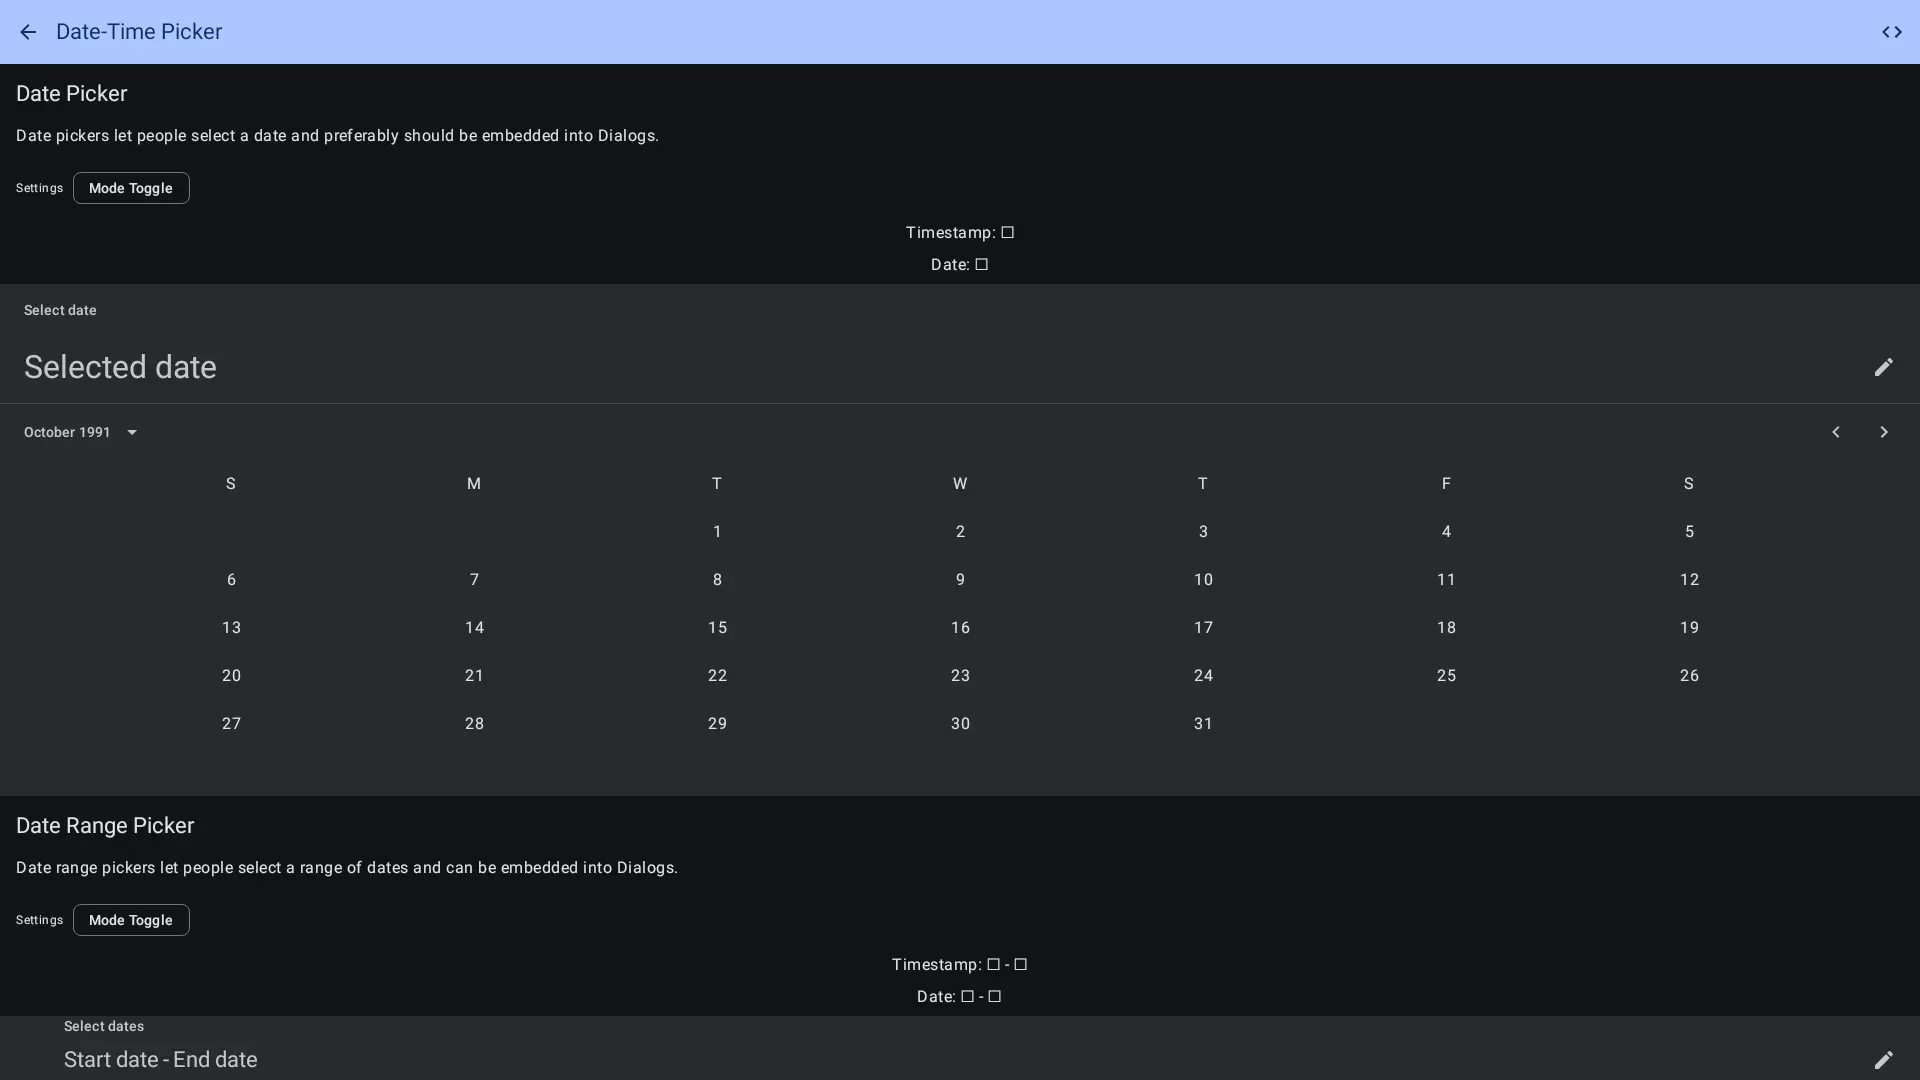 Date-Time Picker
Date Picker
Date pickers let people select a date and preferably should be embedded into Dialogs.
Settings Mode Toggle
Timestamp: □
Date: □
Select date
Selected date
October 1991
S M T W T F S
1 2 3 4 5
6 7 8 9 10 11 12
13 14 15 16 17 18 19
20 21 22 23 24 25 26
27 28 29 30 31
Date Range Picker
Date range pickers let people select a range of dates and can be embedded into Dialogs.
Settings Mode Toggle
Timestamp: □ - □
Date: □ - □
Select dates
Start date - End date